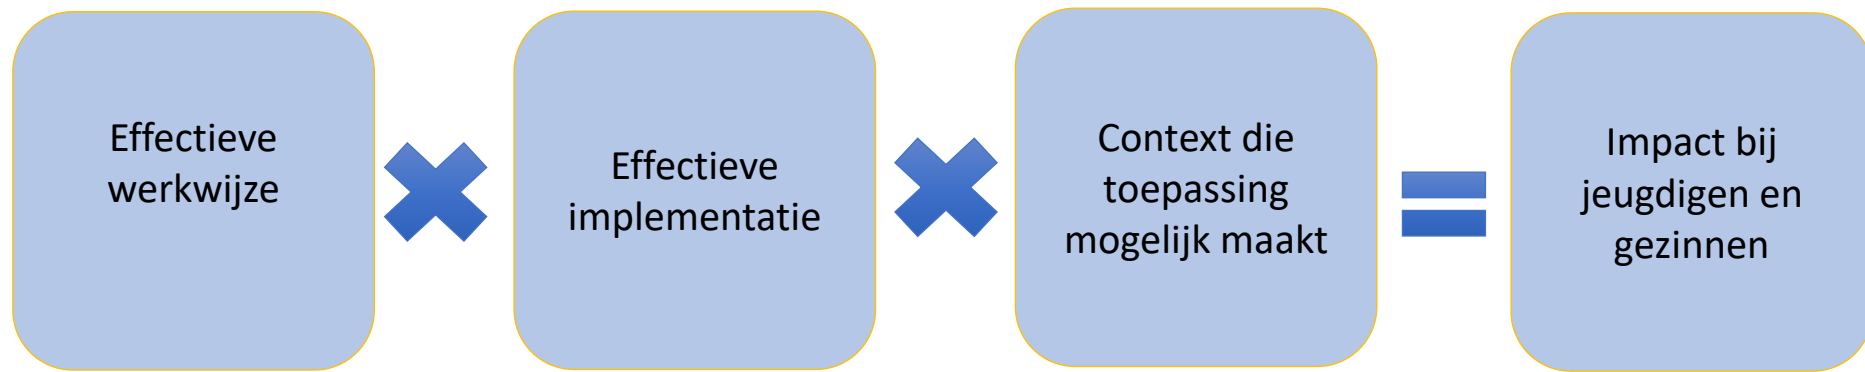 Effectieve
werkwijze
Effectieve
implementatie
Context die
toepassing
mogelijk maakt
Impact bij
jeugdigen en
gezinnen